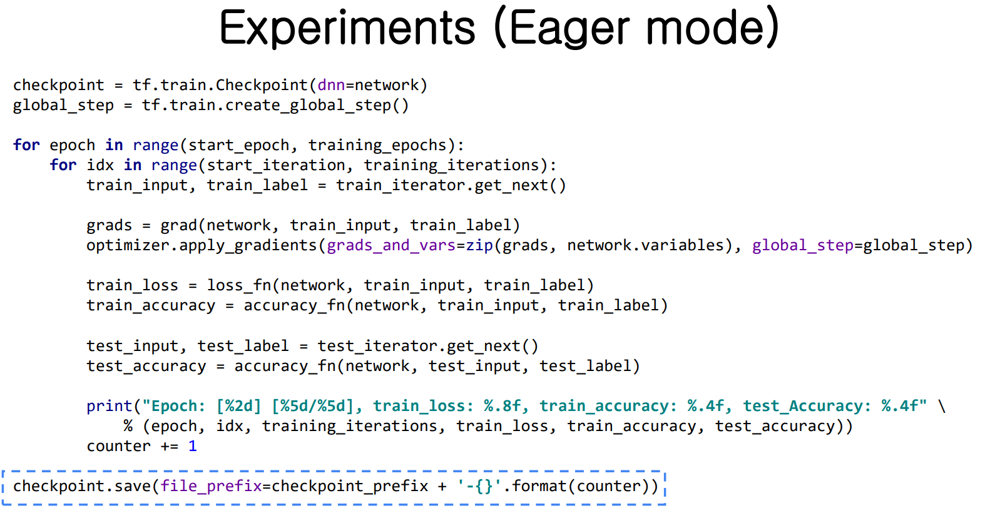 Experiments (Eager mode)
checkpoint = tf.train.Checkpoint(dnn=network)
global_step = tf.train.create_global_step()
for epoch in range(start_epoch, training_epochs):
    for idx in range(start_iteration, training_iterations):
        train_input, train_label = train_iterator.get_next()
        grads = grad(network, train_input, train_label)
        optimizer.apply_gradients(grads_and_vars=zip(grads, network.variables), global_step=global_step)
        train_loss = loss_fn(network, train_input, train_label)
        train_accuracy = accuracy_fn(network, train_input, train_label)
        test_input, test_label = test_iterator.get_next()
        test_accuracy = accuracy_fn(network, test_input, test_label)
        print("Epoch: [%2d] [%5d/%5d], train_loss: %.8f, train_accuracy: %.4f, test_Accuracy: %.4f" \
            % (epoch, idx, training_iterations, train_loss, train_accuracy, test_accuracy))
        counter += 1
checkpoint.save(file_prefix=checkpoint_prefix + '-{}'.format(counter))